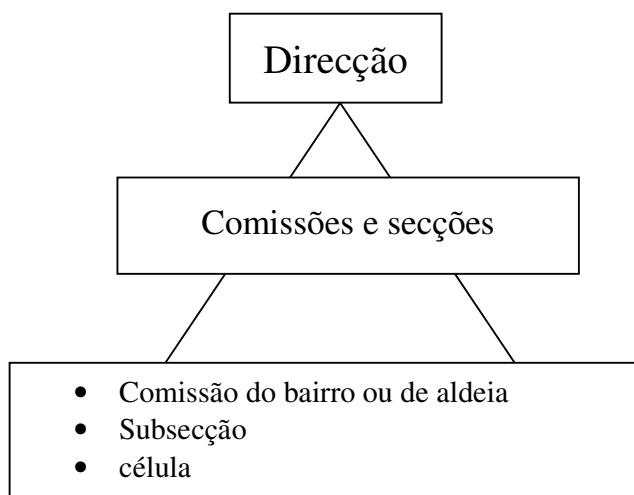 Direcção
Comissões e secções
• Comissão do bairro ou de aldeia
• Subsecção
• célula